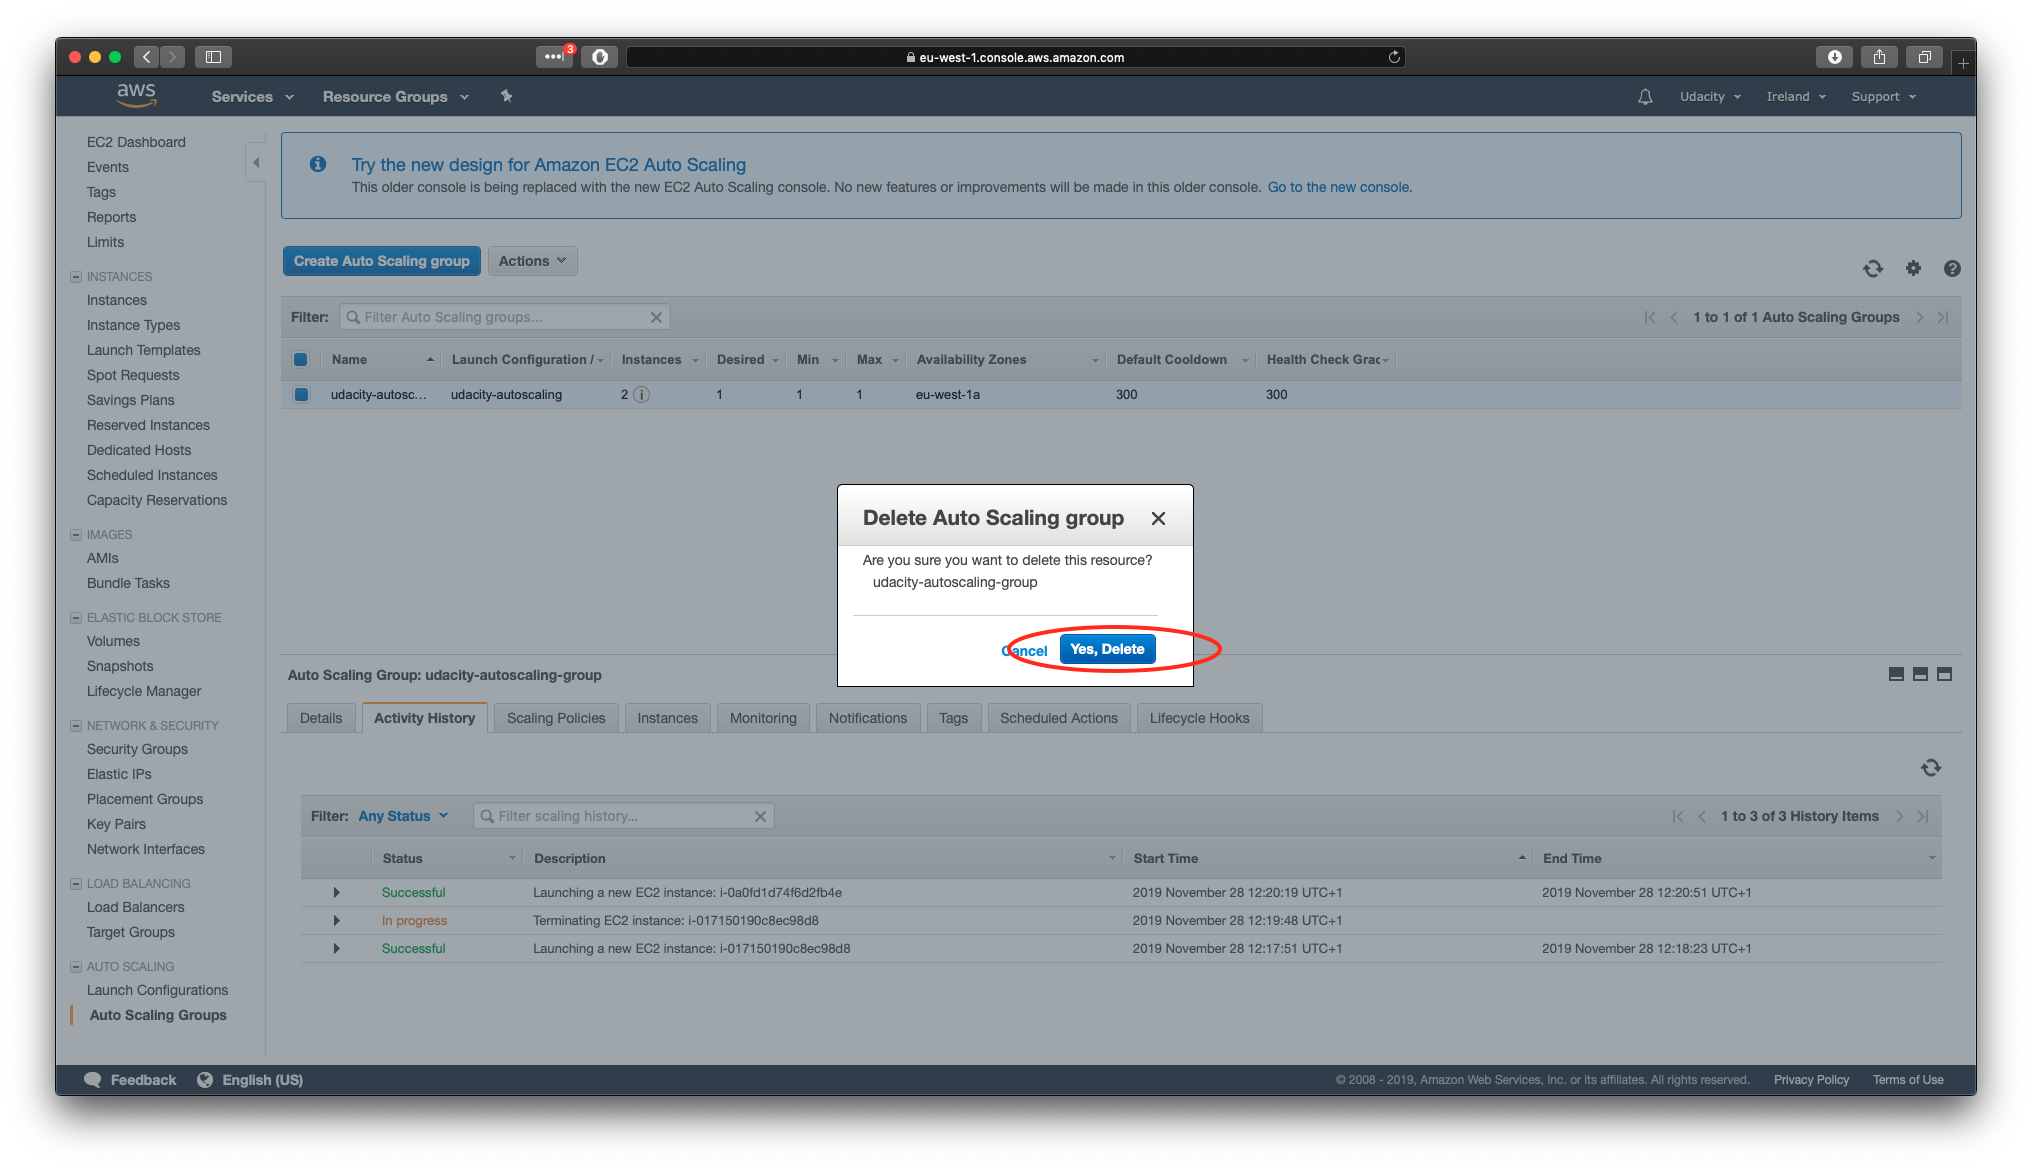 3
eu-west-1.console.aws.amazon.com
aws
Services
Resource Groups
Udacity
Ireland
Support
EC2 Dashboard
Events
Tags
Reports
Limits
INSTANCES
Instances
Instance Types
Launch Templates
Spot Requests
Savings Plans
Reserved Instances
Dedicated Hosts
Scheduled Instances
Capacity Reservations
IMAGES
AMIs
Bundle Tasks
ELASTIC BLOCK STORE
Volumes
Snapshots
Lifecycle Manager
NETWORK & SECURITY
Security Groups
Elastic IPs
Placement Groups
Key Pairs
Network Interfaces
LOAD BALANCING
Load Balancers
Target Groups
AUTO SCALING
Launch Configurations
Auto Scaling Groups
Try the new design for Amazon EC2 Auto Scaling
This older console is being replaced with the new EC2 Auto Scaling console. No new features or improvements will be made in this older console. Go to the new console.
Create Auto Scaling group
Actions
Filter:
Filter Auto Scaling groups...
1 to 1 of 1 Auto Scaling Groups
Name Launch Configuration / Instances Desired Min Max Availability Zones Default Cooldown Health Check Grac
udacity-autosc... udacity-autoscaling 2 1 1 1 eu-west-1a 300 300
Delete Auto Scaling group
Are you sure you want to delete this resource?
udacity-autoscaling-group
Cancel
Yes, Delete
Auto Scaling Group: udacity-autoscaling-group
Details
Activity History
Scaling Policies
Instances
Monitoring
Notifications
Tags
Scheduled Actions
Lifecycle Hooks
Filter: Any Status
Filter scaling history...
1 to 3 of 3 History Items
Status Description Start Time End Time
Successful Launching a new EC2 instance: i-0a0fd1d74f6d2fb4e 2019 November 28 12:20:19 UTC+1 2019 November 28 12:20:51 UTC+1
In progress Terminating EC2 instance: i-017150190c8ec98d8 2019 November 28 12:19:48 UTC+1
Successful Launching a new EC2 instance: i-017150190c8ec98d8 2019 November 28 12:17:51 UTC+1 2019 November 28 12:18:23 UTC+1
Feedback
English (US)
© 2008 - 2019, Amazon Web Services, Inc. or its affiliates. All rights reserved.
Privacy Policy
Terms of Use